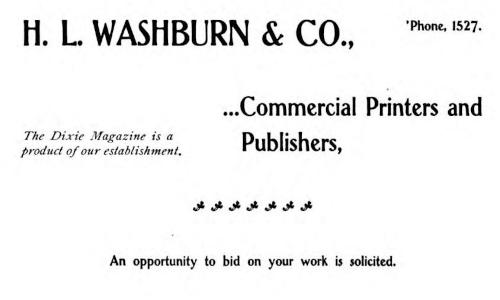 H. L. WASHBURN & CO.,
'Phone, 1527.
...Commercial Printers and
Publishers,
The Dixie Magazine is a
product of our establishment.
An opportunity to bid on your work is solicited.